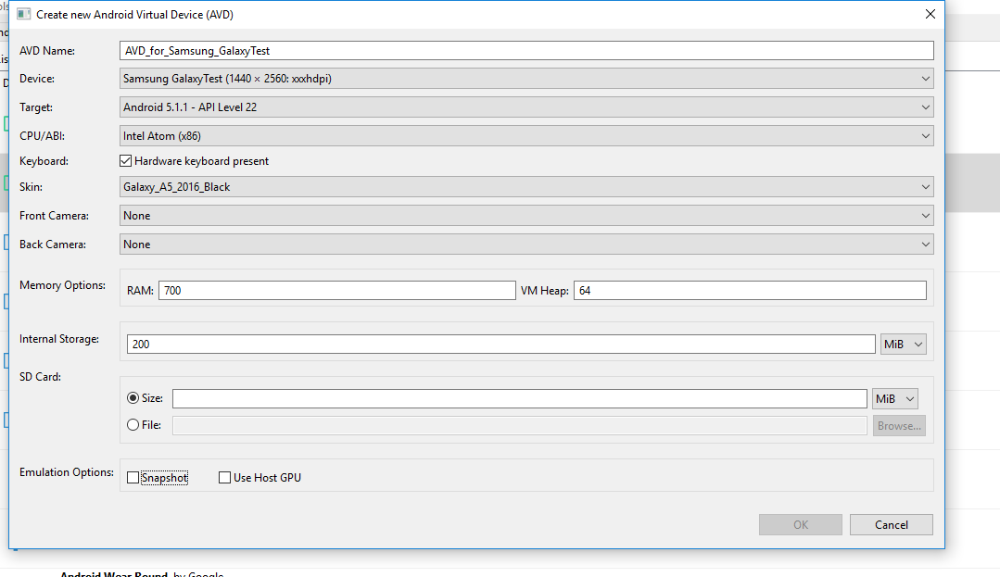 Create new Android Virtual Device (AVD)
AVD Name: AVD_for_Samsung_GalaxyTest
Device: Samsung GalaxyTest (1440 × 2560: xxxhdpi)
Target: Android 5.1.1 - API Level 22
CPU/ABI: Intel Atom (x86)
Keyboard: Hardware keyboard present
Skin: Galaxy_A5_2016_Black
Front Camera: None
Back Camera: None
Memory Options: RAM: 700 VM Heap: 64
Internal Storage: 200 MiB
SD Card:
Size: MiB
File: Browse...
Emulation Options: Snapshot Use Host GPU
OK Cancel
Android Wear Round by Google